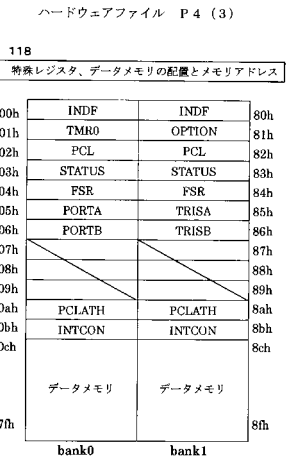 ハードウェアファイル P4 (3)
118
特殊レジスタ、データメモリの配置とメモリアドレス
00h INDF INDF 80h
01h TMR0 OPTION 81h
02h PCL PCL 82h
03h STATUS STATUS 83h
04h FSR FSR 84h
05h PORTA TRISA 85h
06h PORTB TRISB 86h
07h 87h
08h 88h
09h 89h
0ah PCLATH PCLATH 8ah
0bh INTCON INTCON 8bh
0ch 8ch
データメモリ データメモリ
7fh 8fh
bank0 bank1